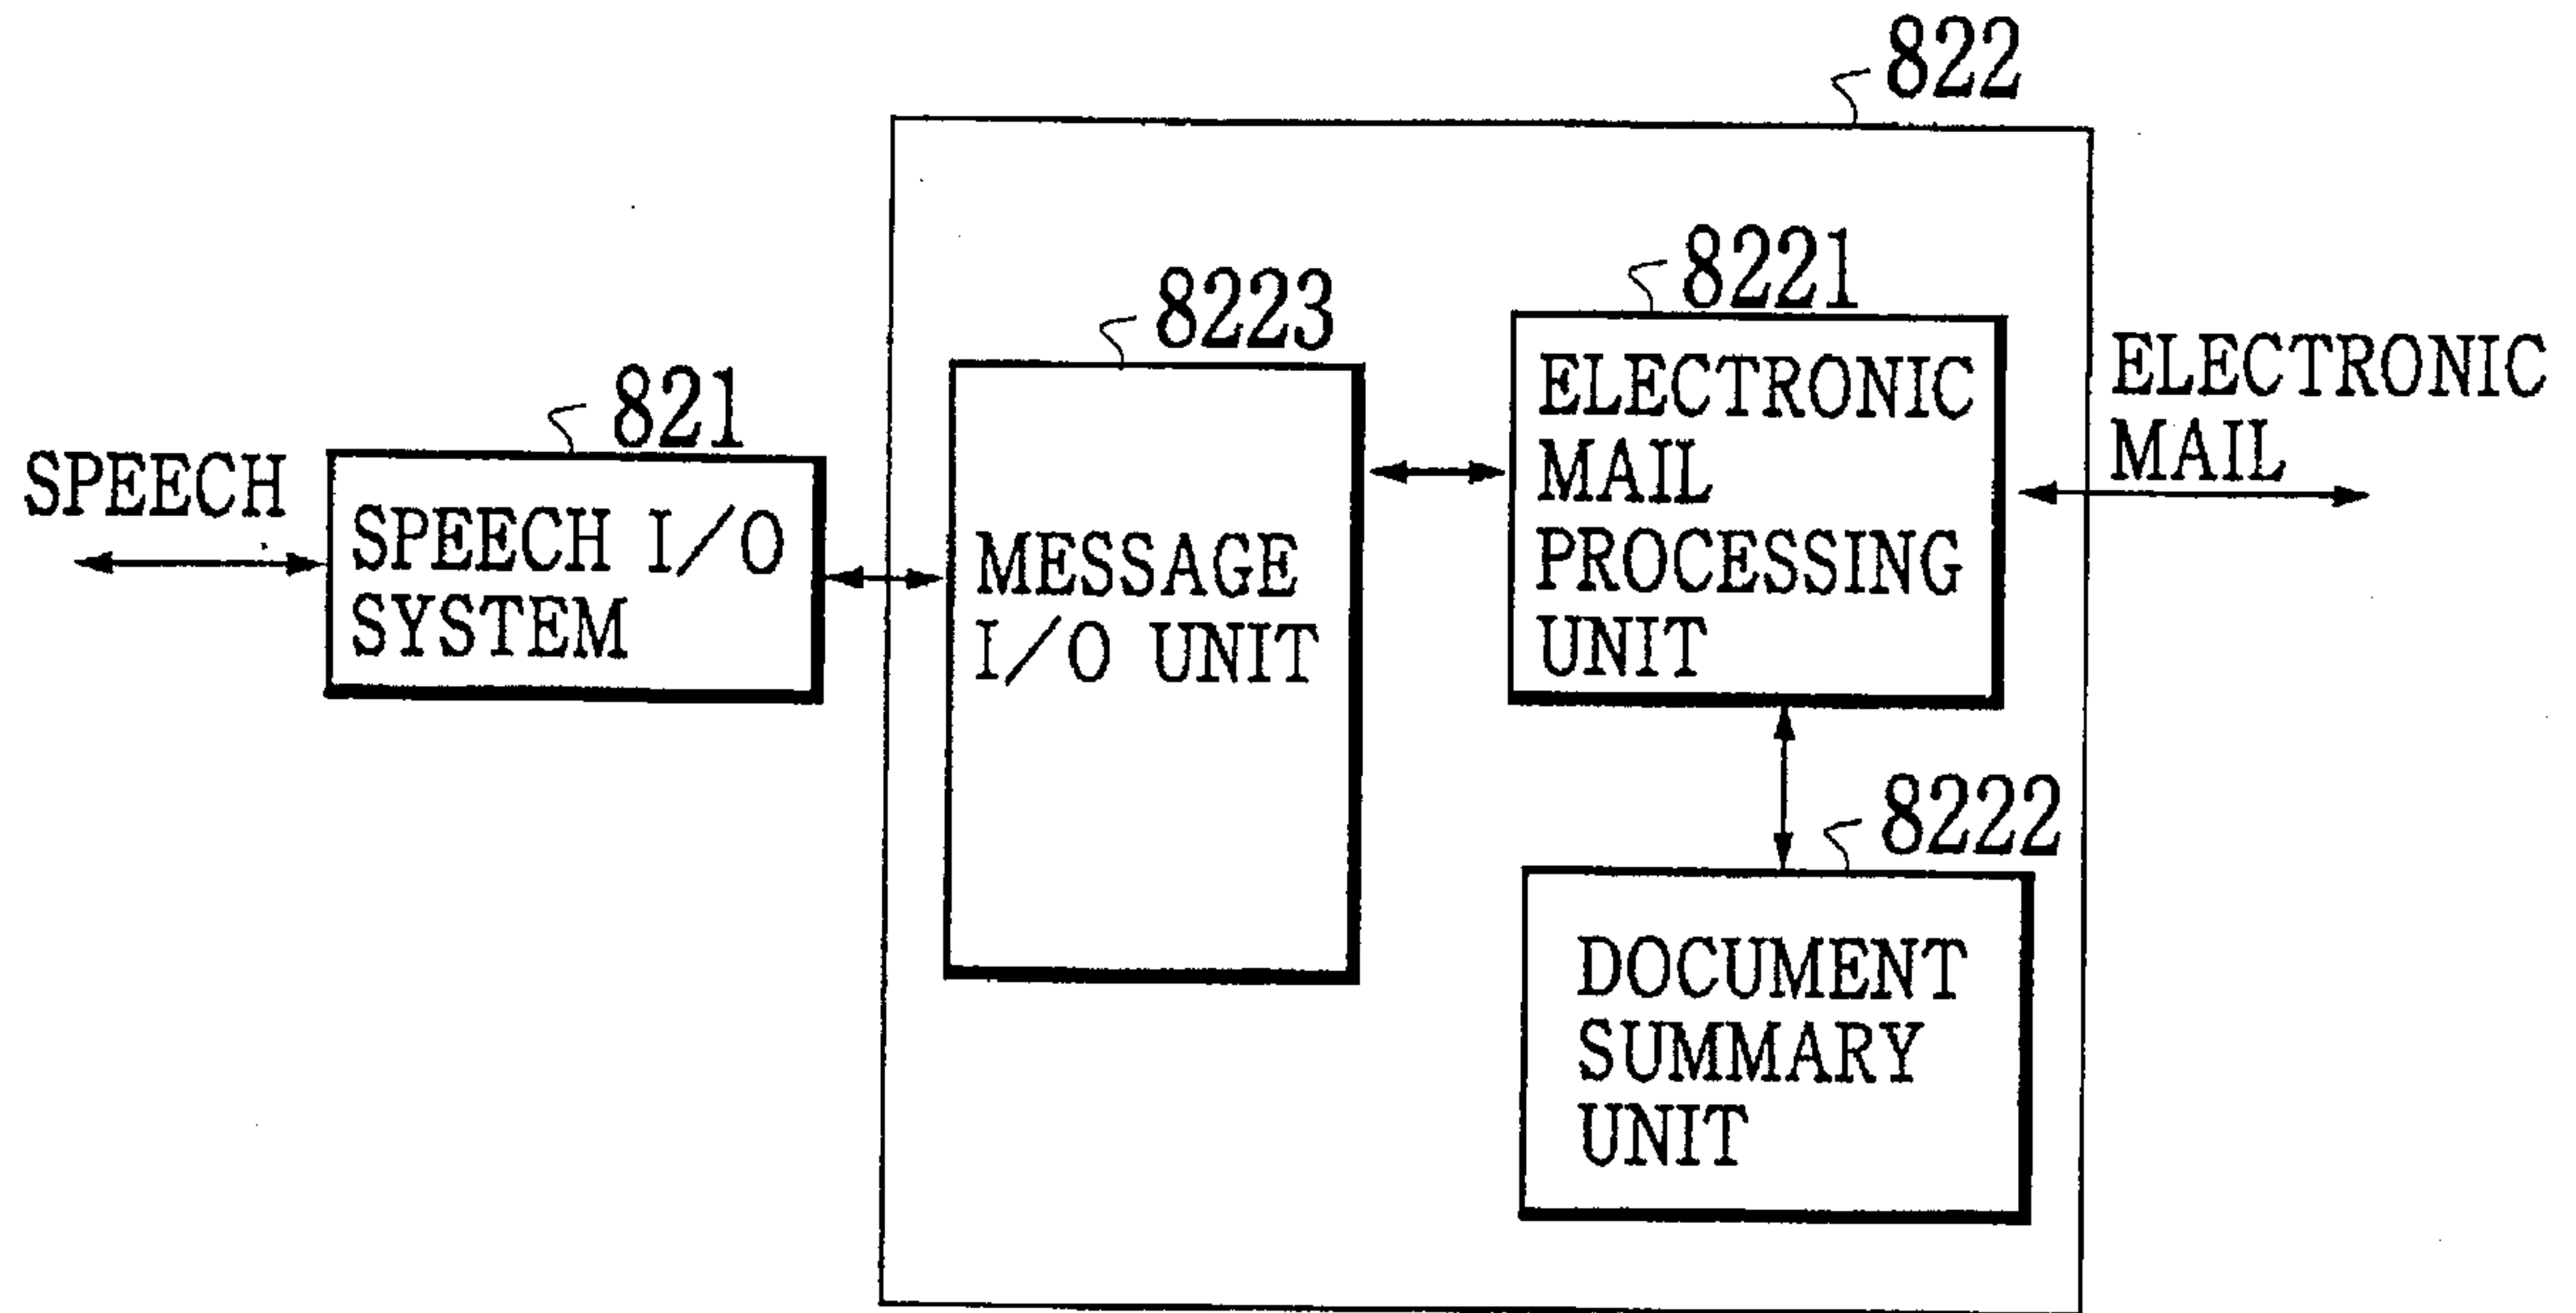 822
8221
8223
821
ELECTRONIC
MAIL
SPEECH
SPEECH I/O
SYSTEM
MESSAGE
I/O UNIT
ELECTRONIC
MAIL
PROCESSING
UNIT
8222
DOCUMENT
SUMMARY
UNIT